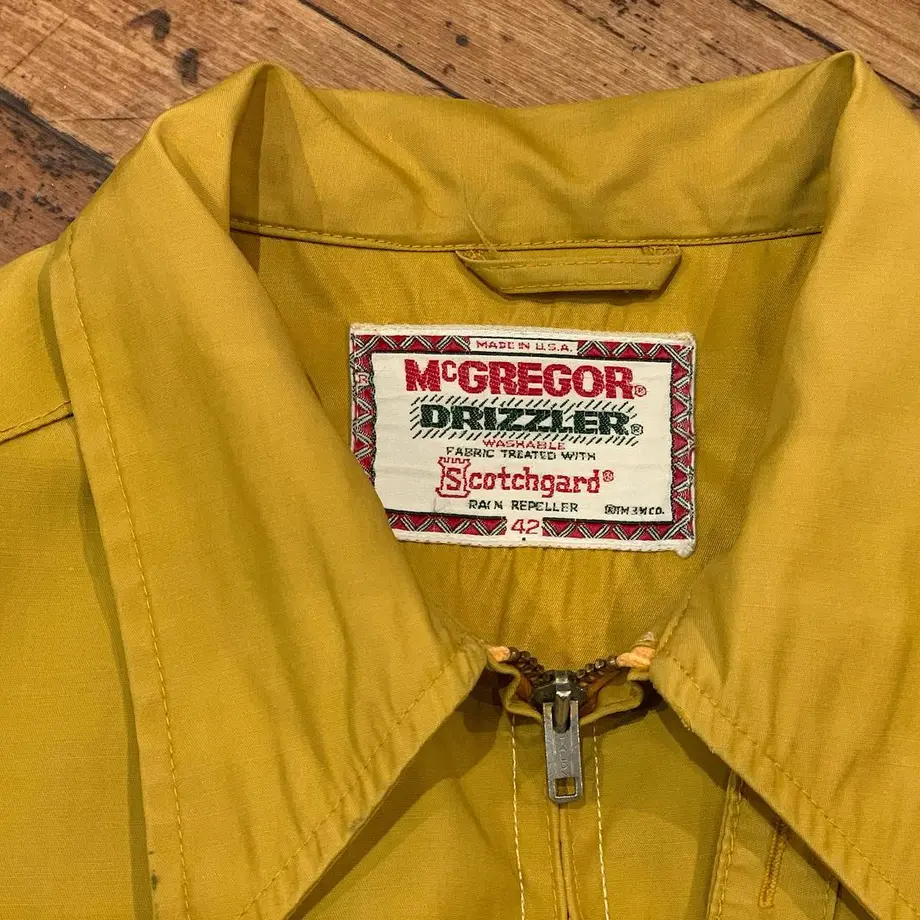 MADE IN U.S.A.
McGREGOR®
DRIZZLER®
WASHABLE
FABRIC TREATED WITH
Scotchgard®
RAIN REPELLER ®TM 3M CO.
42